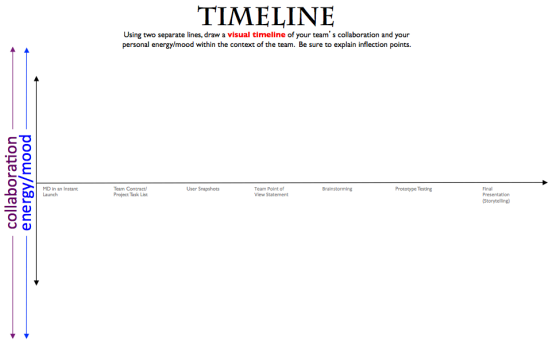 TIMELINE
Using two separate lines, draw a visual timeline of your team's collaboration and your
personal energy/mood within the context of the team. Be sure to explain inflection points.
collaboration
energy/mood
MD in an Instant
Launch
Team Contract/
Project Task List
User Snapshots
Team Point of
View Statement
Brainstorming
Prototype Testing
Final
Presentation
(Storytelling)